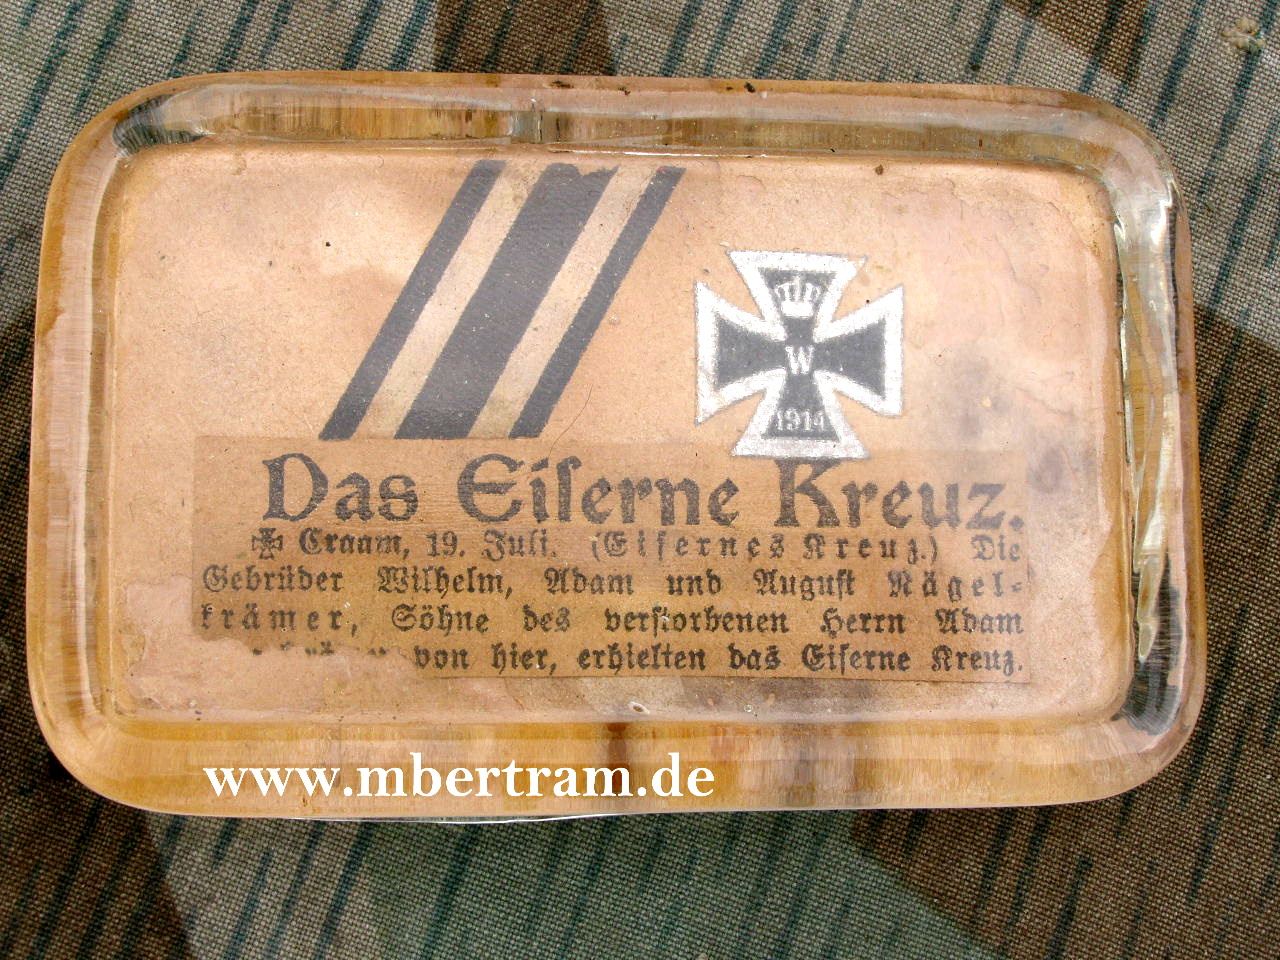 W
1914
Das Eiſerne Kreuz.
Craam, 19. Juli. (Eiſernes Kreuz.) Die
Gebrüder Wilhelm, Adam und Auguſt Nägel-
krämer, Söhne des verſtorbenen Herrn Adam
von hier, erhielten das Eiſerne Kreuz.
www.mbertram.de